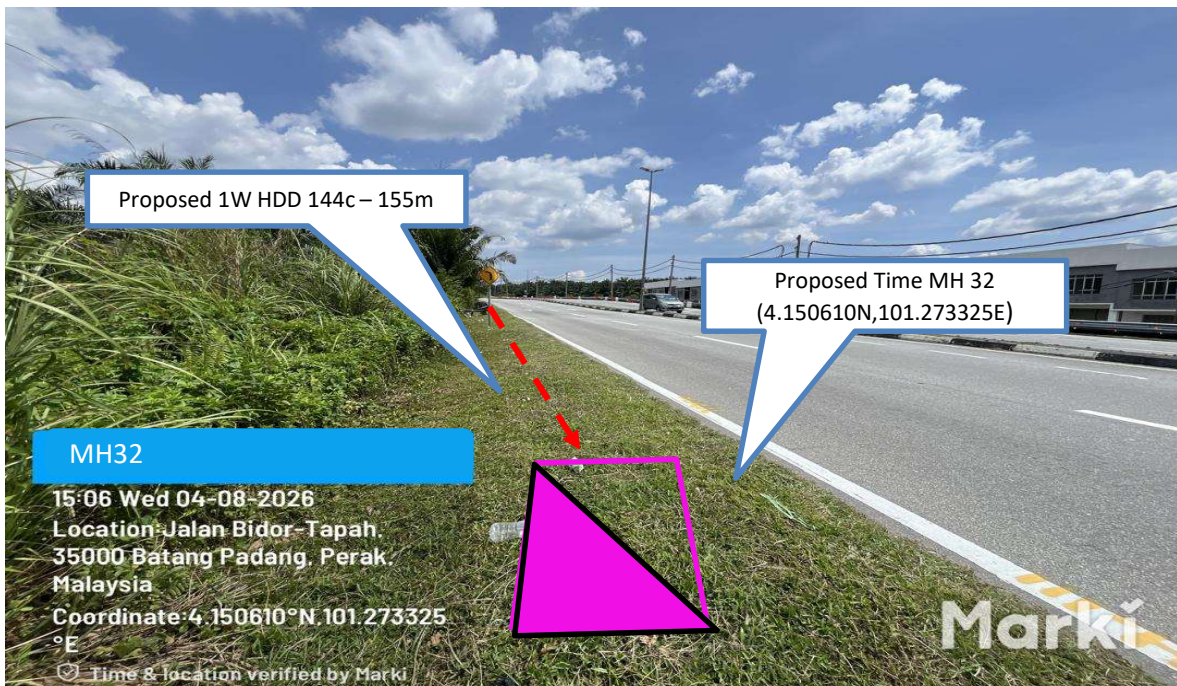 Proposed 1W HDD 144c – 155m
Proposed Time MH 32
(4.150610N,101.273325E)
MH32
15:06 Wed 04-08-2026
Location:Jalan Bidor-Tapah,
35000 Batang Padang, Perak,
Malaysia
Coordinate:4.150610°N,101.273325
°E
Time & location verified by Marki
Marki